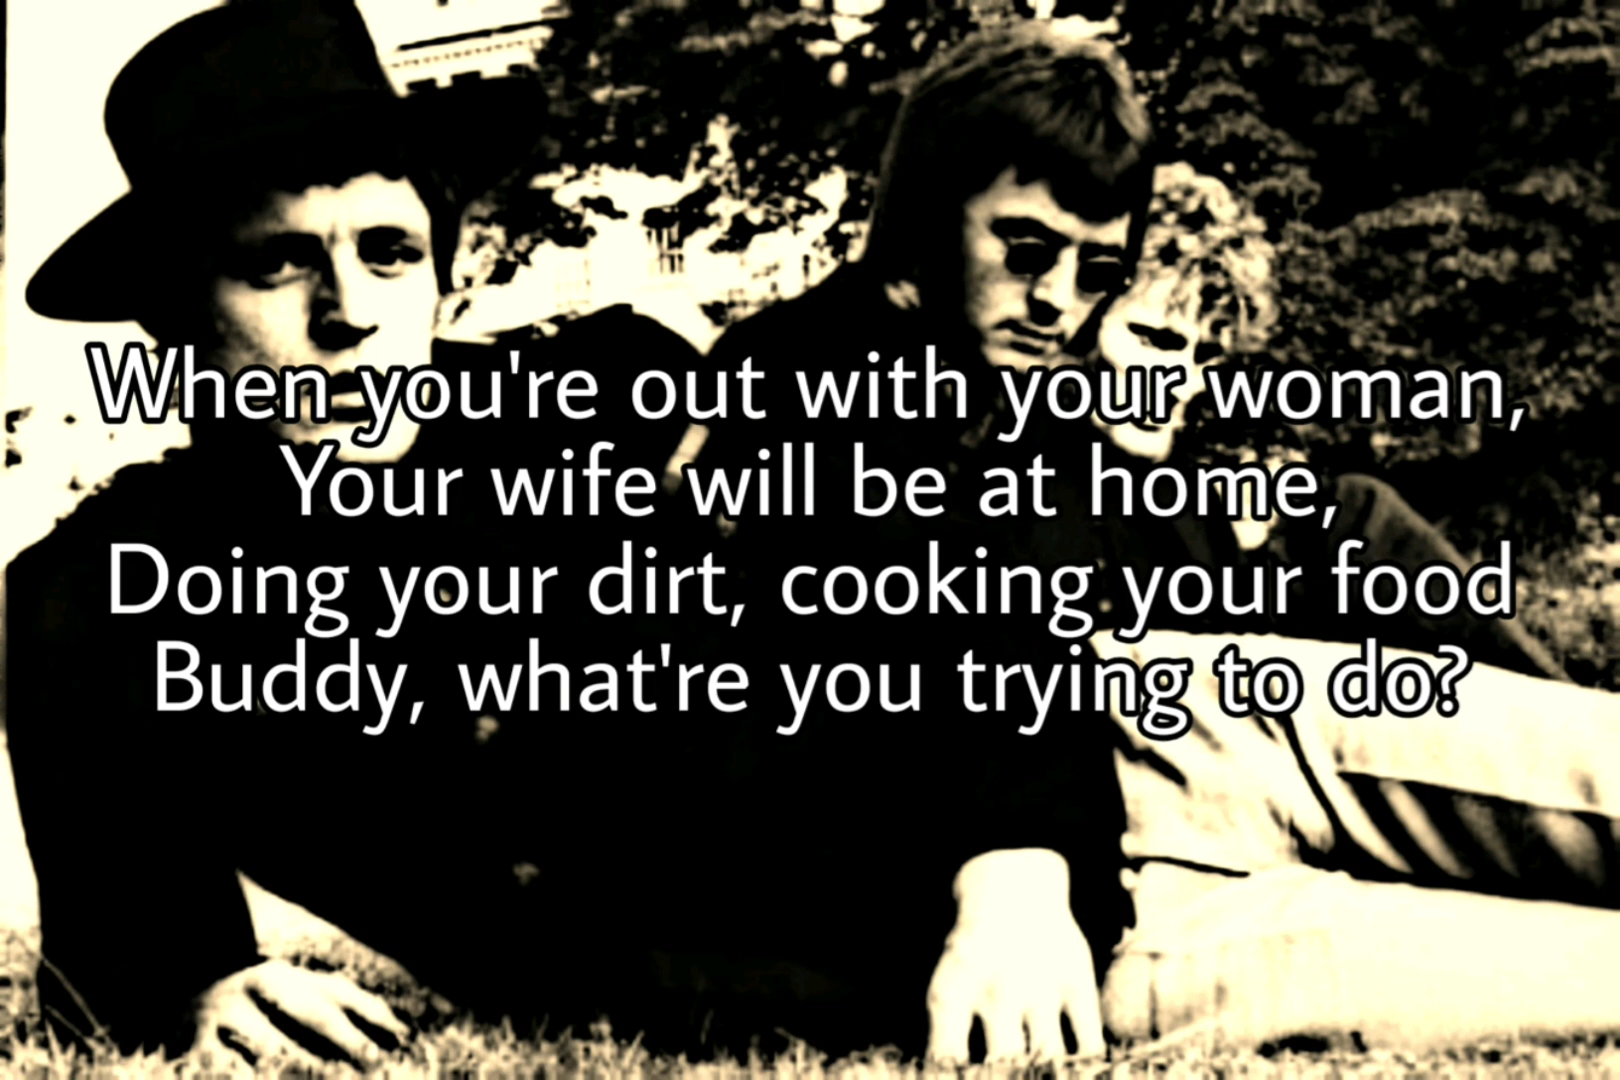 When you're out with your woman,
Your wife will be at home,
Doing your dirt, cooking your food
Buddy, what're you trying to do?